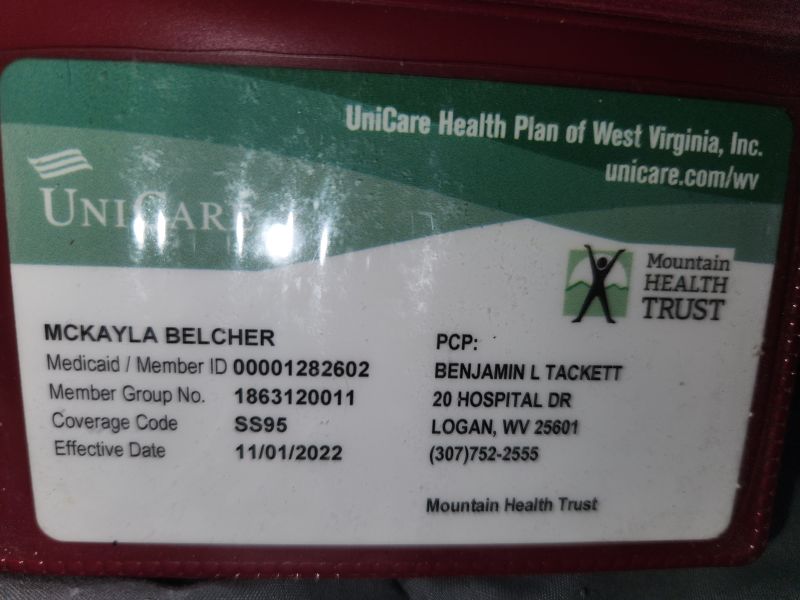 UniCare Health Plan of West Virginia, Inc.
unicare.com/wv
UNICARE
Mountain
HEALTH
TRUST
MCKAYLA BELCHER
Medicaid / Member ID 00001282602
Member Group No. 1863120011
Coverage Code SS95
Effective Date 11/01/2022
PCP:
BENJAMIN L TACKETT
20 HOSPITAL DR
LOGAN, WV 25601
(307)752-2555
Mountain Health Trust